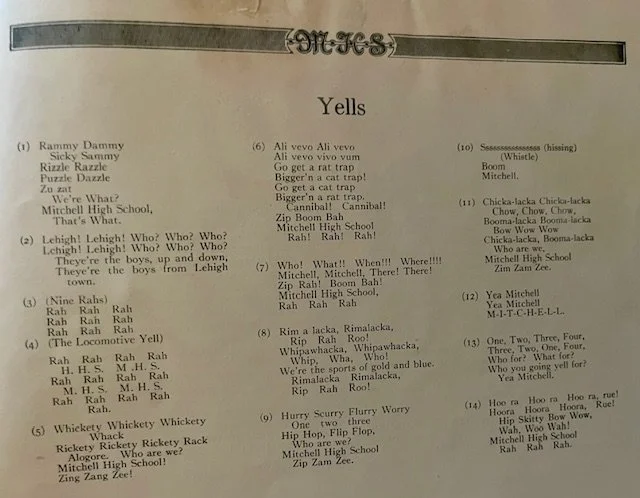 M·H·S·
Yells
(1) Rammy Dammy
Sicky Sammy
Rizzle Razzle
Puzzle Dazzle
Zu zat
We're What?
Mitchell High School,
That's What.
(2) Lehigh! Lehigh! Who? Who? Who?
Lehigh! Lehigh! Who? Who? Who?
Theye're the boys, up and down,
Theye're the boys from Lehigh
town.
(3) (Nine Rahs)
Rah Rah Rah
Rah Rah Rah
Rah Rah Rah
(4) (The Locomotive Yell)
Rah Rah Rah Rah
H. H. S. M .H. S.
Rah Rah Rah Rah
M. H. S. M. H. S.
Rah Rah Rah Rah
Rah.
(5) Whickety Whickety Whickety
Whack
Rickety Rickety Rickety Rack
Alogore. Who are we?
Mitchell High School!
Zing Zang Zee!
(6) Ali vevo Ali vevo
Ali vevo vivo vum
Go get a rat trap
Bigger'n a cat trap!
Go get a cat trap
Bigger'n a rat trap.
Cannibal! Cannibal!
Zip Boom Bah
Mitchell High School
Rah! Rah! Rah!
(7) Who! What!! When!!! Where!!!!
Mitchell, Mitchell, There! There!
Zip Rah! Boom Bah!
Mitchell High School,
Rah Rah Rah
(8) Rim a lacka, Rimalacka,
Rip Rah Roo!
Whipawhacka, Whipawhacka,
Whip, Wha, Who!
We're the sports of gold and blue.
Rimalacka Rimalacka,
Rip Rah Roo!
(9) Hurry Scurry Flurry Worry
One two three
Hip Hop, Flip Flop,
Who are we?
Mitchell High School
Zip Zam Zee.
(10) Ssssssssssssssss (hissing)
(Whistle)
Boom
Mitchell.
(11) Chicka-lacka Chicka-lacka
Chow, Chow, Chow,
Booma-lacka Booma-lacka
Bow Wow Wow
Chicka-lacka, Booma-lacka
Who are we,
Mitchell High School
Zim Zam Zee.
(12) Yea Mitchell
Yea Mitchell
M-I-T-C-H-E-L-L.
(13) One, Two, Three, Four,
Three, Two, One, Four,
Who for? What for?
Who you going yell for?
Yea Mitchell.
(14) Hoo ra Hoo ra Hoo ra, rue!
Hoora Hoora Hoora, Rue!
Hip Skitty Bow Wow,
Wah, Woo Wah!
Mitchell High School
Rah Rah Rah.